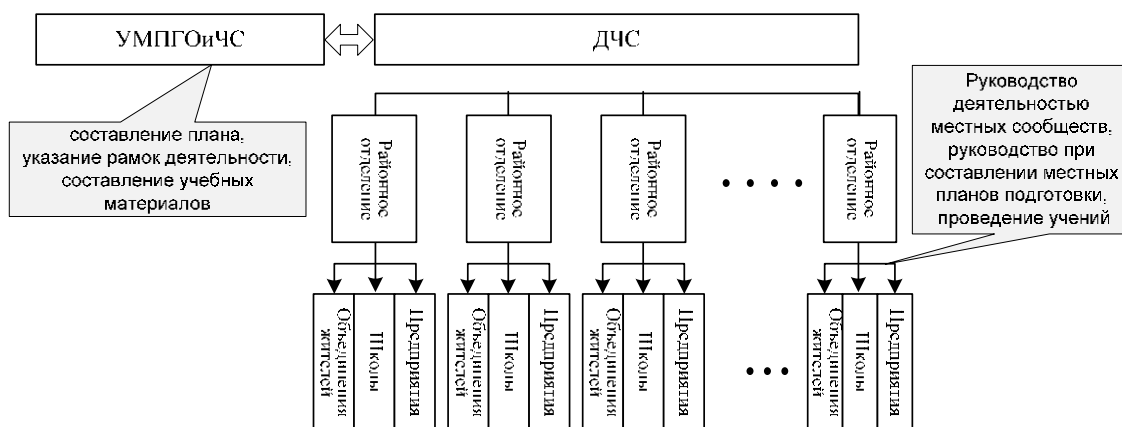 УМПГОиЧС
ДЧС
составление плана,
указание рамок деятельности,
составление учебных
материалов
Руководство
деятельностью
местных сообществ,
руководство при
составлении местных
планов подготовки,
проведение учений
Районное
отделение
Районное
отделение
Районное
отделение
Районное
отделение
Объединения
жителей
Школы
Предприятия
Объединения
жителей
Школы
Предприятия
Объединения
жителей
Школы
Предприятия
Объединения
жителей
Школы
Предприятия